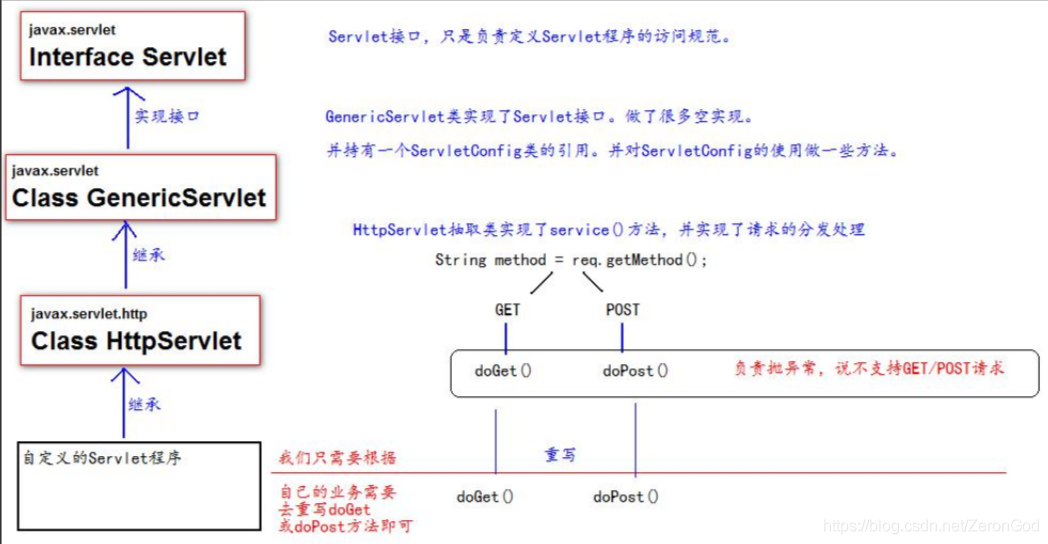 javax.servlet
Interface Servlet
Servlet接口，只是负责定义Servlet程序的访问规范。
实现接口
GenericServlet类实现了Servlet接口。做了很多空实现。
并持有一个ServletConfig类的引用。并对ServletConfig的使用做一些方法。
javax.servlet
Class GenericServlet
HttpServlet抽取类实现了service()方法，并实现了请求的分发处理
继承
String method = req.getMethod();
GET
POST
javax.servlet.http
Class HttpServlet
doGet()
doPost()
负责抛异常，说不支持GET/POST请求
继承
自定义的Servlet程序
我们只需要根据
重写
自己的业务需要
去重写doGet
或doPost方法即可
doGet()
doPost()
https://blog.csdn.net/ZeronGod